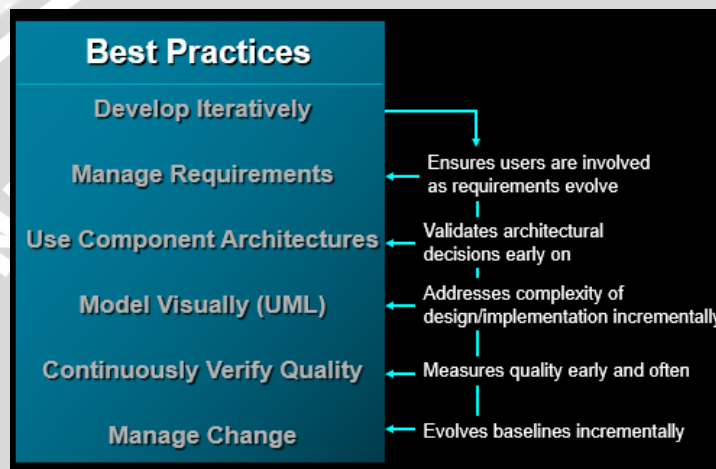 Best Practices
Develop Iteratively
Manage Requirements
Ensures users are involved
as requirements evolve
Use Component Architectures
Validates architectural
decisions early on
Model Visually (UML)
Addresses complexity of
design/implementation incrementally
Continuously Verify Quality
Measures quality early and often
Manage Change
Evolves baselines incrementally